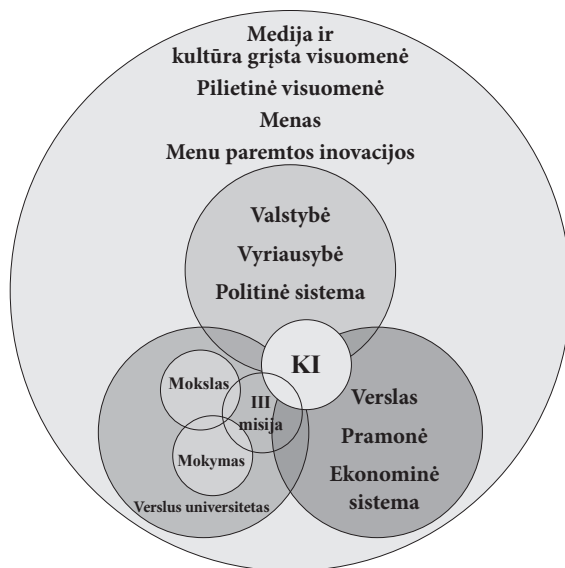 Medija ir
kultūra grįsta visuomenė
Pilietinė visuomenė
Menas
Menu paremtos inovacijos
Valstybė
Vyriausybė
Politinė sistema
KI
Mokslas
III
misija
Mokymas
Verslus universitetas
Verslas
Pramonė
Ekonominė
sistema